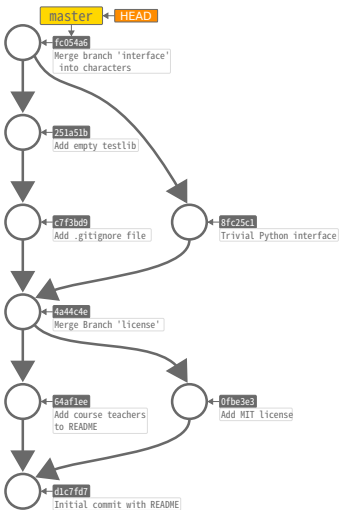 master
HEAD
fc054a6
Merge branch 'interface'
into characters
251a51b
Add empty testlib
c7f3bd9
Add .gitignore file
8fc25c1
Trivial Python interface
4a44c4e
Merge Branch 'license'
64af1ee
Add course teachers
to README
0fbe3e3
Add MIT license
d1c7fd7
Initial commit with README